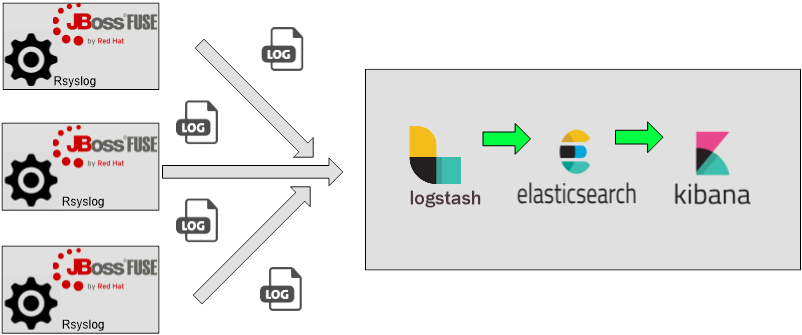 JBoss®FUSE
by Red Hat
Rsyslog
LOG
JBoss®FUSE
by Red Hat
Rsyslog
LOG
LOG
JBoss®FUSE
by Red Hat
Rsyslog
LOG
logstash
elasticsearch
kibana